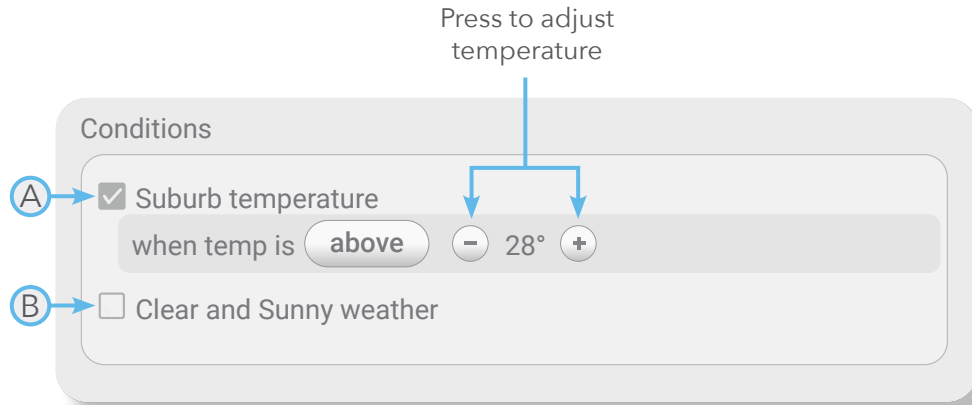 Press to adjust
temperature
Conditions
A
Suburb temperature
when temp is above - 28° +
B
Clear and Sunny weather